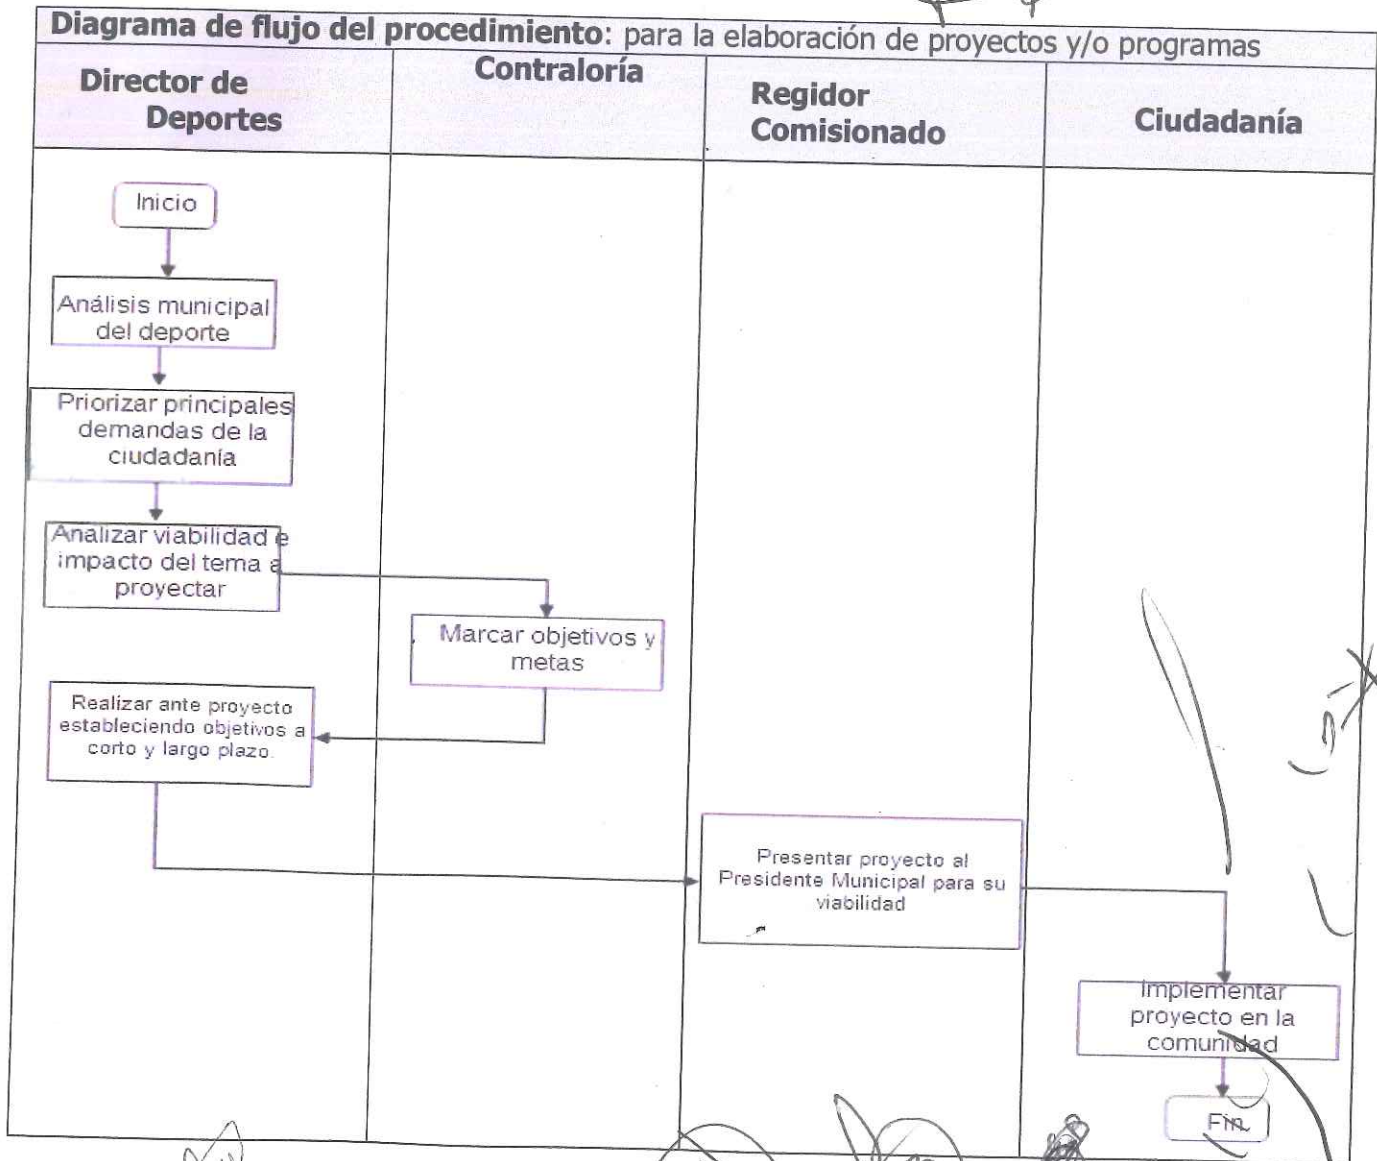 Diagrama de flujo del procedimiento: para la elaboración de proyectos y/o programas
Director de
Deportes
Contraloría
Regidor
Comisionado
Ciudadanía
Inicio
Análisis municipal
del deporte
Priorizar principales
demandas de la
ciudadanía
Analizar viabilidad e
impacto del tema a
proyectar
Marcar objetivos y
metas
Realizar ante proyecto
estableciendo objetivos a
corto y largo plazo.
Presentar proyecto al
Presidente Municipal para su
viabilidad
Implementar
proyecto en la
comunidad
Fin